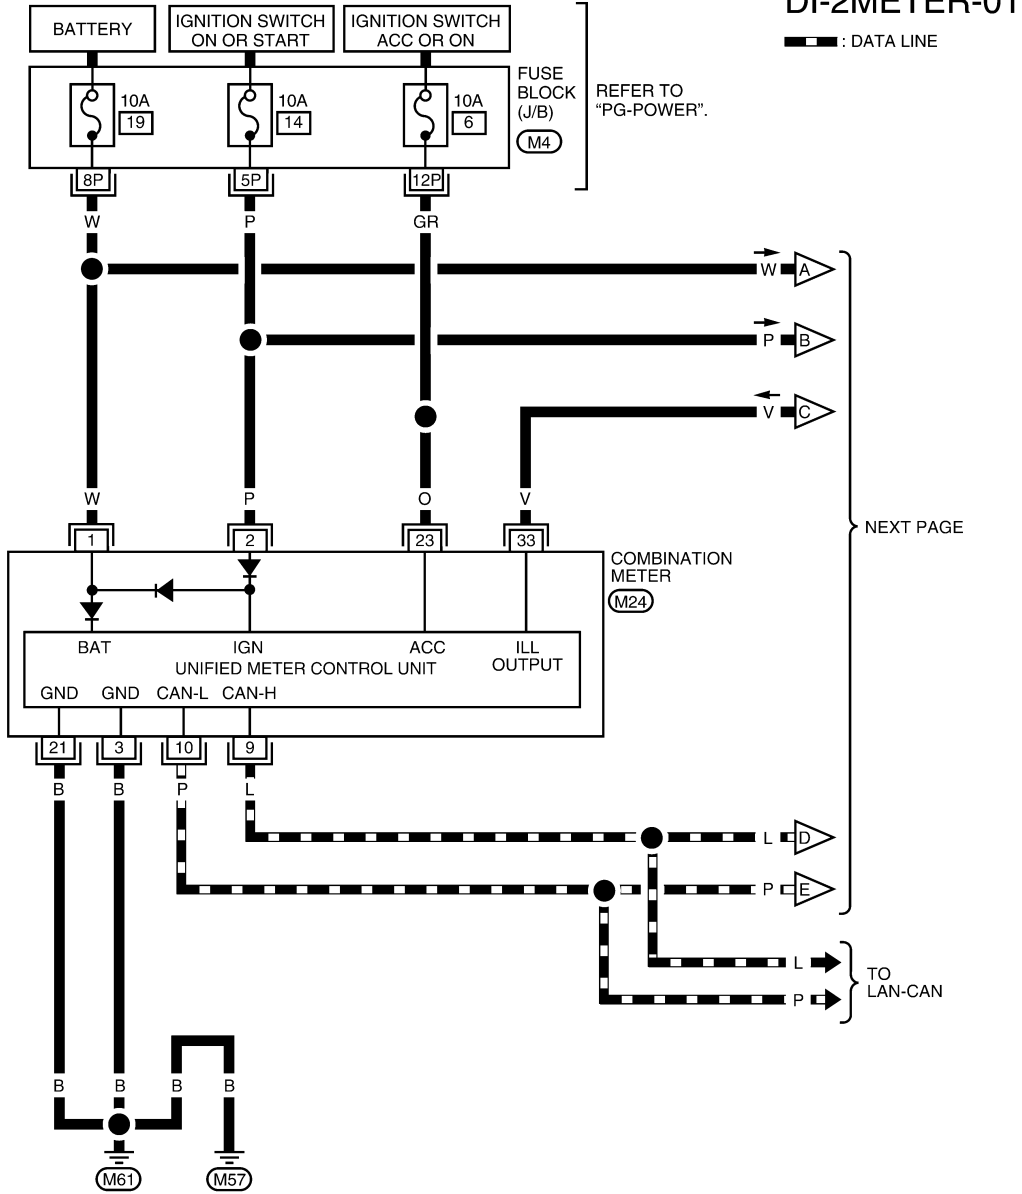 DI-2METER-01
: DATA LINE
BATTERY
IGNITION SWITCH
ON OR START
IGNITION SWITCH
ACC OR ON
FUSE
BLOCK
(J/B)
M4
REFER TO
“PG-POWER”.
10A
19
10A
14
10A
6
8P
5P
12P
W
P
GR
W
A
P
B
V
C
W
P
O
V
1
2
23
33
NEXT PAGE
COMBINATION
METER
M24
BAT
IGN
ACC
ILL
OUTPUT
UNIFIED METER CONTROL UNIT
GND
GND
CAN-L
CAN-H
21
3
10
9
B
B
P
L
L
D
P
E
L
P
TO
LAN-CAN
B
B
B
B
M61
M57